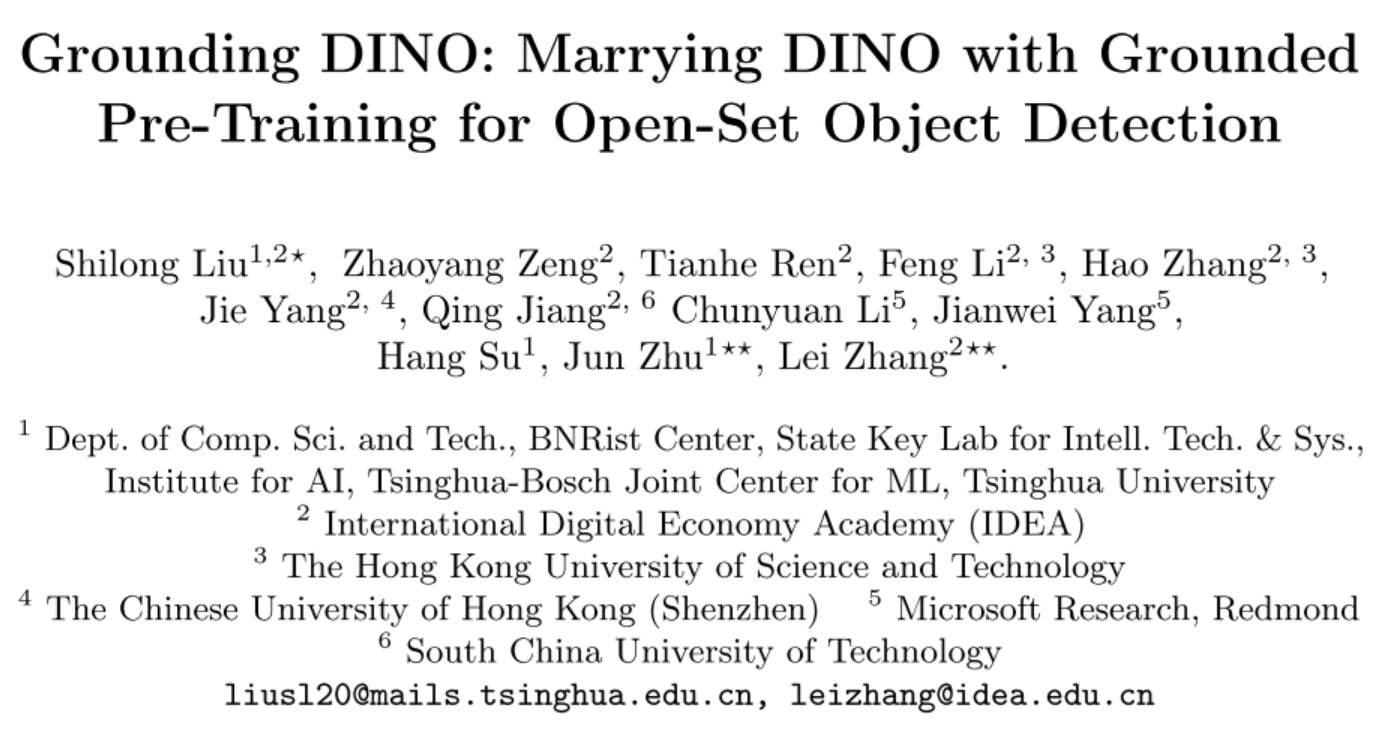 Grounding DINO: Marrying DINO with Grounded
Pre-Training for Open-Set Object Detection
Shilong Liu1,2⋆, Zhaoyang Zeng2, Tianhe Ren2, Feng Li2, 3, Hao Zhang2, 3,
Jie Yang2, 4, Qing Jiang2, 6 Chunyuan Li5, Jianwei Yang5,
Hang Su1, Jun Zhu1⋆⋆, Lei Zhang2⋆⋆.
1 Dept. of Comp. Sci. and Tech., BNRist Center, State Key Lab for Intell. Tech. & Sys.,
Institute for AI, Tsinghua-Bosch Joint Center for ML, Tsinghua University
2 International Digital Economy Academy (IDEA)
3 The Hong Kong University of Science and Technology
4 The Chinese University of Hong Kong (Shenzhen) 5 Microsoft Research, Redmond
6 South China University of Technology
liusl20@mails.tsinghua.edu.cn, leizhang@idea.edu.cn